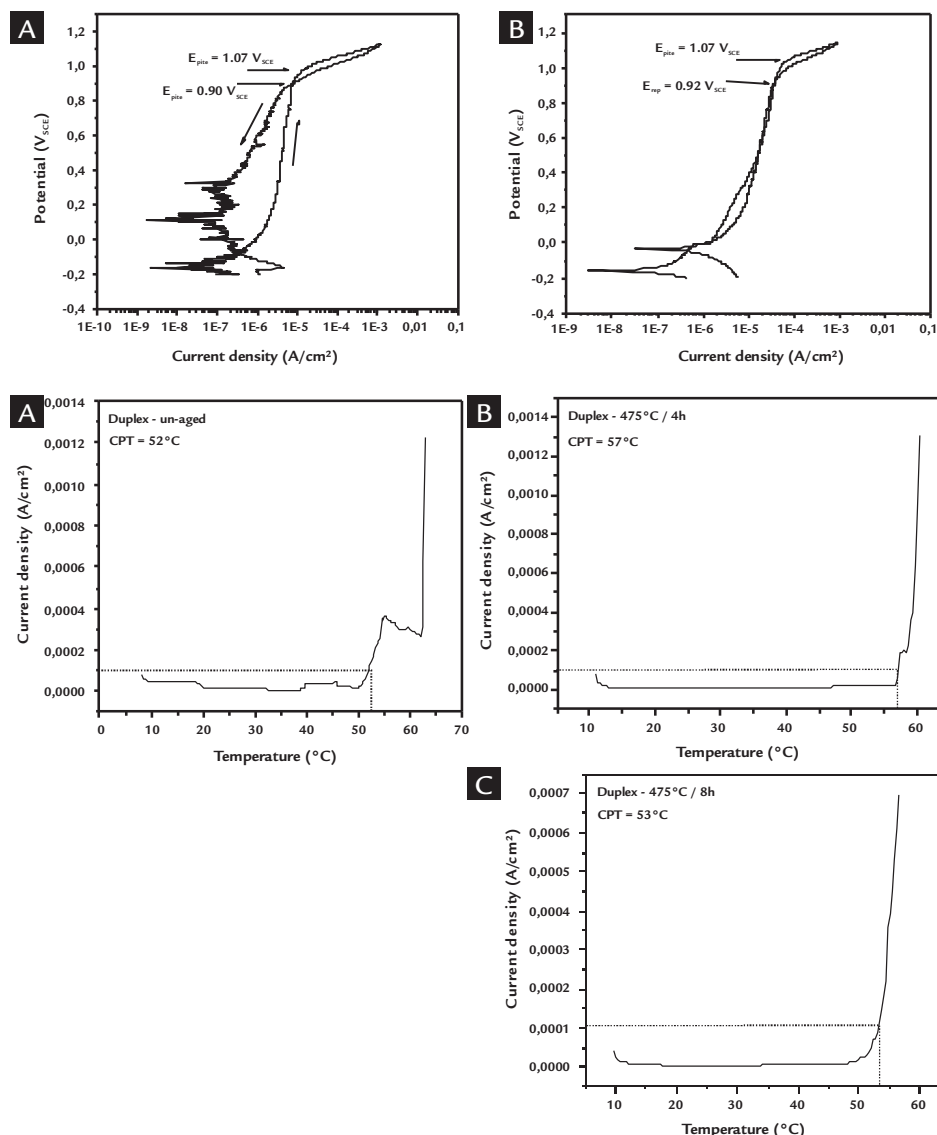 A
1,2
1,0
0,8
0,6
0,4
0,2
0,0
-0,2
-0,4
Potential (VSCE)
Epite = 1.07 VSCE
Epite = 0.90 VSCE
1E-10 1E-9 1E-8 1E-7 1E-6 1E-5 1E-4 1E-3 0,01 0,1
Current density (A/cm²)
B
1,2
1,0
0,8
0,6
0,4
1,2
0,0
-0,2
-0,4
Potential (VSCE)
Epite = 1.07 VSCE
Erep = 0.92 VSCE
1E-9 1E-8 1E-7 1E-6 1E-5 1E-4 1E-3 0,01 0,1
Current density (A/cm²)
A
0,0014
0,0012
0,0010
0,0008
0,0006
0,0004
0,0002
0,0000
Current density (A/cm²)
Duplex - un-aged
CPT = 52°C
0 10 20 30 40 50 60 70
Temperature (°C)
B
0,0014
0,0012
0,0010
0,0008
0,0006
0,0004
0,0002
0,0000
Current density (A/cm²)
Duplex - 475°C / 4h
CPT = 57°C
10 20 30 40 50 60
Temperature (°C)
C
0,0007
0,0006
0,0005
0,0004
0,0003
0,0002
0,0001
0,0000
Current density (A/cm²)
Duplex - 475°C / 8h
CPT = 53°C
10 20 30 40 50 60
Temperature (°C)